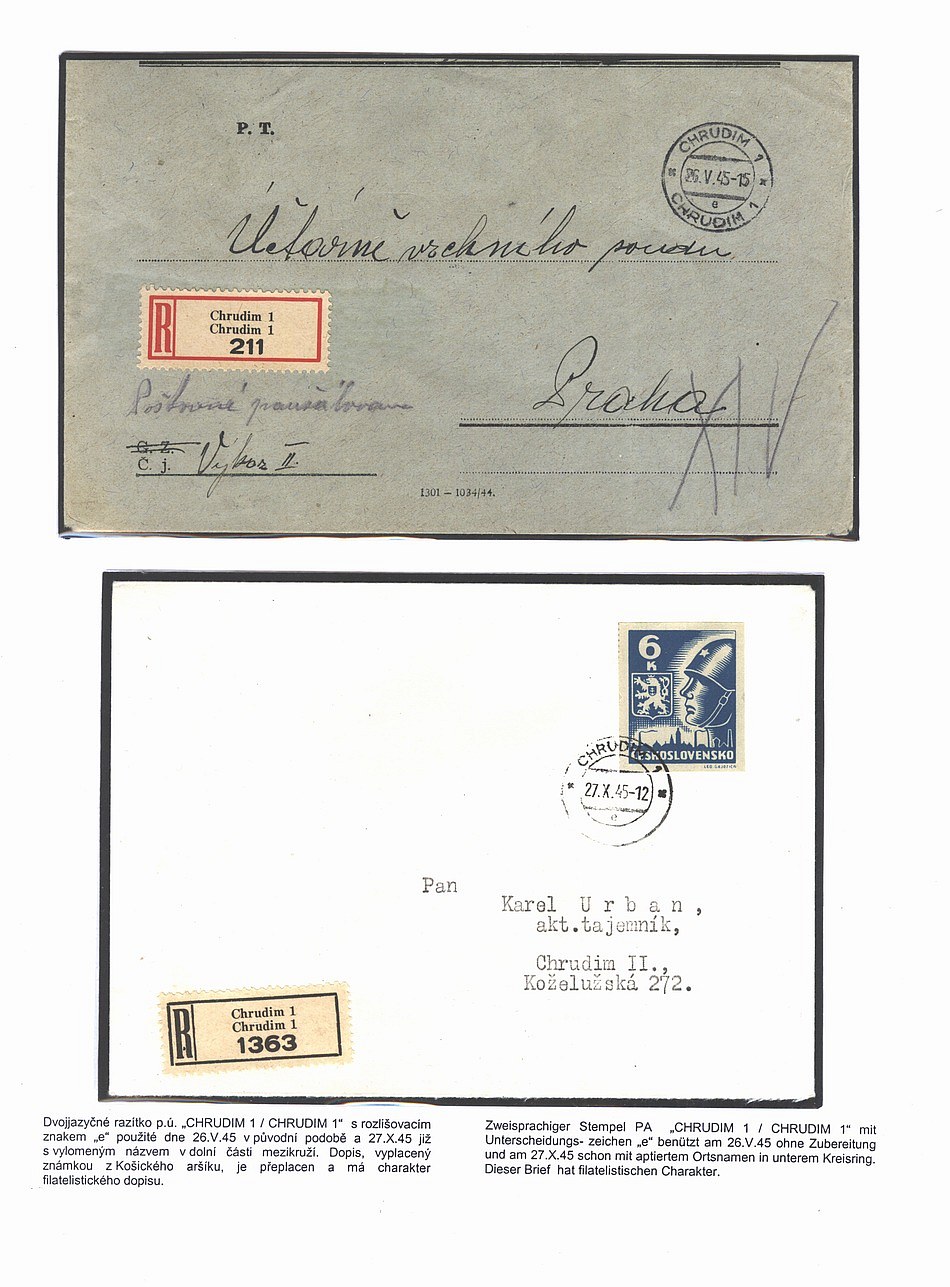 P. T.
CHRUDIM 1
26.V.45-15
e
CHRUDIM 1
Účtárně vrchního soudu
R
Chrudim 1
Chrudim 1
211
Poštovné paušalováno
Praha
XIV
G. Z.
Č. j. Výkaz II.
1301 — 1034/44.
6
K
ČESKOSLOVENSKO
CHRUDIM 1
27.X.45-12
e
Pan
Karel Urban,
akt.tajemník,
Chrudim II.,
Koželužská 272.
R
Chrudim 1
Chrudim 1
1363
Dvojjazyčné razítko p.ú. „CHRUDIM 1 / CHRUDIM 1“ s rozlišovacím
znakem „e“ použité dne 26.V.45 v původní podobě a 27.X.45 již
s vylomeným názvem v dolní části mezikruží. Dopis, vyplacený
známkou z Košického aršíku, je přeplacen a má charakter
filatelistického dopisu.
Zweisprachiger Stempel PA „CHRUDIM 1 / CHRUDIM 1“ mit
Unterscheidungs- zeichen „e“ benützt am 26.V.45 ohne Zubereitung
und am 27.X.45 schon mit aptiertem Ortsnamen in unterem Kreisring.
Dieser Brief hat filatelistischen Charakter.